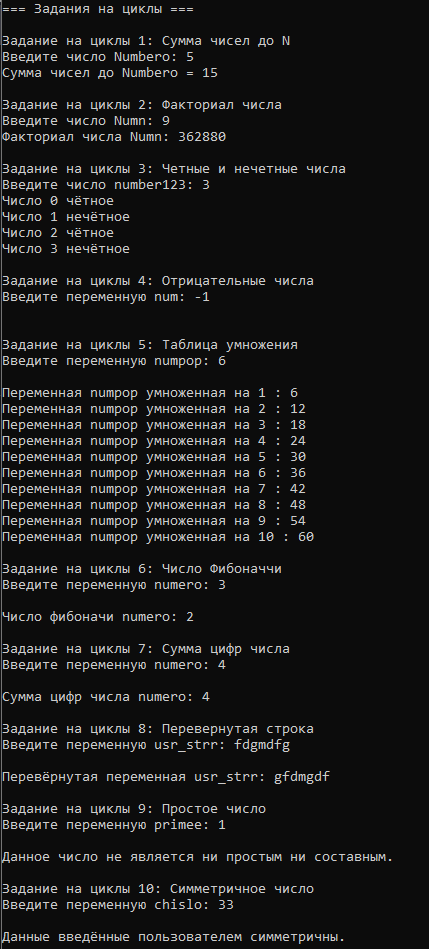 === Задания на циклы ===
Задание на циклы 1: Сумма чисел до N
Введите число Numbero: 5
Сумма чисел до Numbero = 15
Задание на циклы 2: Факториал числа
Введите число Numn: 9
Факториал числа Numn: 362880
Задание на циклы 3: Четные и нечетные числа
Введите число number123: 3
Число 0 чётное
Число 1 нечётное
Число 2 чётное
Число 3 нечётное
Задание на циклы 4: Отрицательные числа
Введите переменную num: -1
Задание на циклы 5: Таблица умножения
Введите переменную numpop: 6
Переменная numpop умноженная на 1 : 6
Переменная numpop умноженная на 2 : 12
Переменная numpop умноженная на 3 : 18
Переменная numpop умноженная на 4 : 24
Переменная numpop умноженная на 5 : 30
Переменная numpop умноженная на 6 : 36
Переменная numpop умноженная на 7 : 42
Переменная numpop умноженная на 8 : 48
Переменная numpop умноженная на 9 : 54
Переменная numpop умноженная на 10 : 60
Задание на циклы 6: Число Фибоначчи
Введите переменную numero: 3
Число фибоначи numero: 2
Задание на циклы 7: Сумма цифр числа
Введите переменную numero: 4
Сумма цифр числа numero: 4
Задание на циклы 8: Перевернутая строка
Введите переменную usr_strr: fdgmdfg
Перевёрнутая переменная usr_strr: gfdmgdf
Задание на циклы 9: Простое число
Введите переменную primee: 1
Данное число не является ни простым ни составным.
Задание на циклы 10: Симметричное число
Введите переменную chislo: 33
Данные введённые пользователем симметричны.